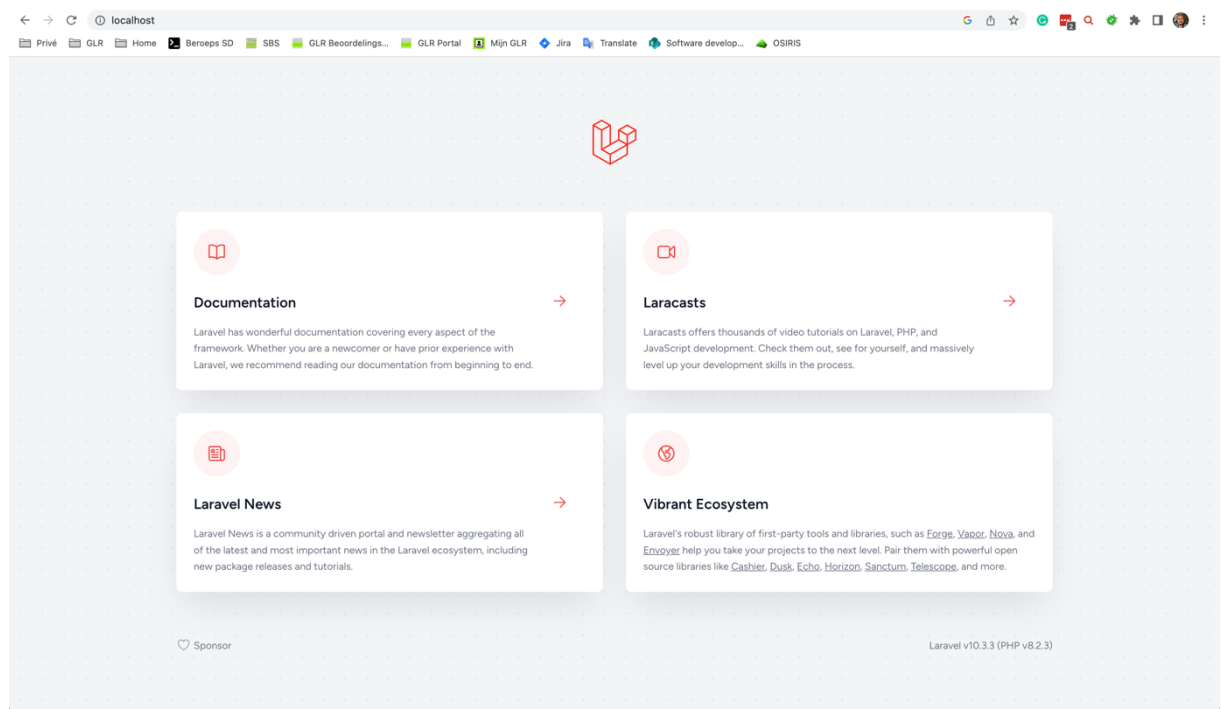 localhost
Privé GLR Home Beroeps SD SBS GLR Beoordelings... GLR Portal Mijn GLR Jira Translate Software develop... OSIRIS
Documentation
Laravel has wonderful documentation covering every aspect of the
framework. Whether you are a newcomer or have prior experience with
Laravel, we recommend reading our documentation from beginning to end.
Laracasts
Laracasts offers thousands of video tutorials on Laravel, PHP, and
JavaScript development. Check them out, see for yourself, and massively
level up your development skills in the process.
Laravel News
Laravel News is a community driven portal and newsletter aggregating all
of the latest and most important news in the Laravel ecosystem, including
new package releases and tutorials.
Vibrant Ecosystem
Laravel's robust library of first-party tools and libraries, such as Forge, Vapor, Nova, and
Envoyer help you take your projects to the next level. Pair them with powerful open
source libraries like Cashier, Dusk, Echo, Horizon, Sanctum, Telescope, and more.
Sponsor
Laravel v10.3.3 (PHP v8.2.3)